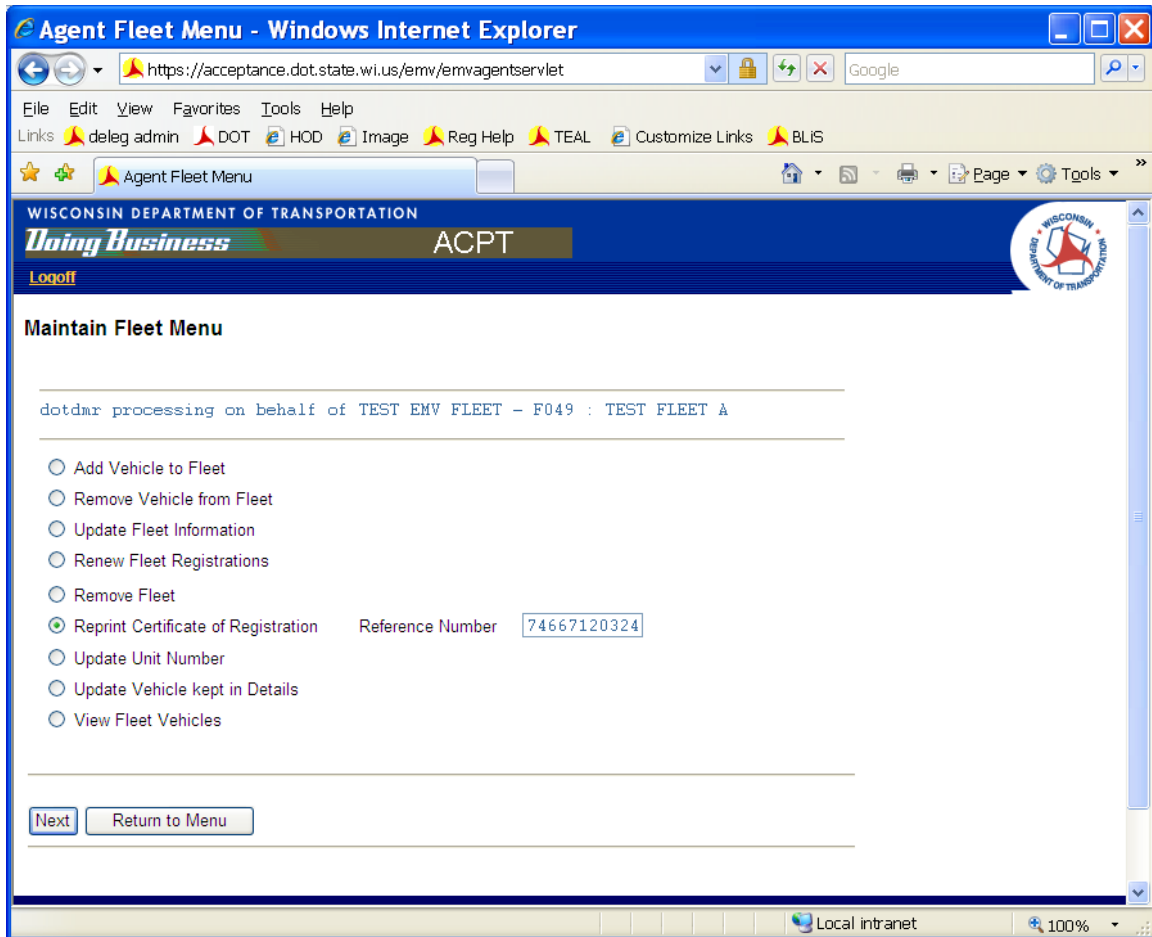 Agent Fleet Menu - Windows Internet Explorer
https://acceptance.dot.state.wi.us/emv/emvagentservlet
Google
File Edit View Favorites Tools Help
Links deleg admin DOT HOD Image Reg Help TEAL Customize Links BLiS
Agent Fleet Menu
Page Tools »
WISCONSIN DEPARTMENT OF TRANSPORTATION
Doing Business ACPT
WISCONSIN DEPARTMENT OF TRANSPORTATION
Logoff
Maintain Fleet Menu
dotdmr processing on behalf of TEST EMV FLEET - F049 : TEST FLEET A
Add Vehicle to Fleet
Remove Vehicle from Fleet
Update Fleet Information
Renew Fleet Registrations
Remove Fleet
Reprint Certificate of Registration Reference Number 74667120324
Update Unit Number
Update Vehicle kept in Details
View Fleet Vehicles
Next Return to Menu
Local intranet 100%